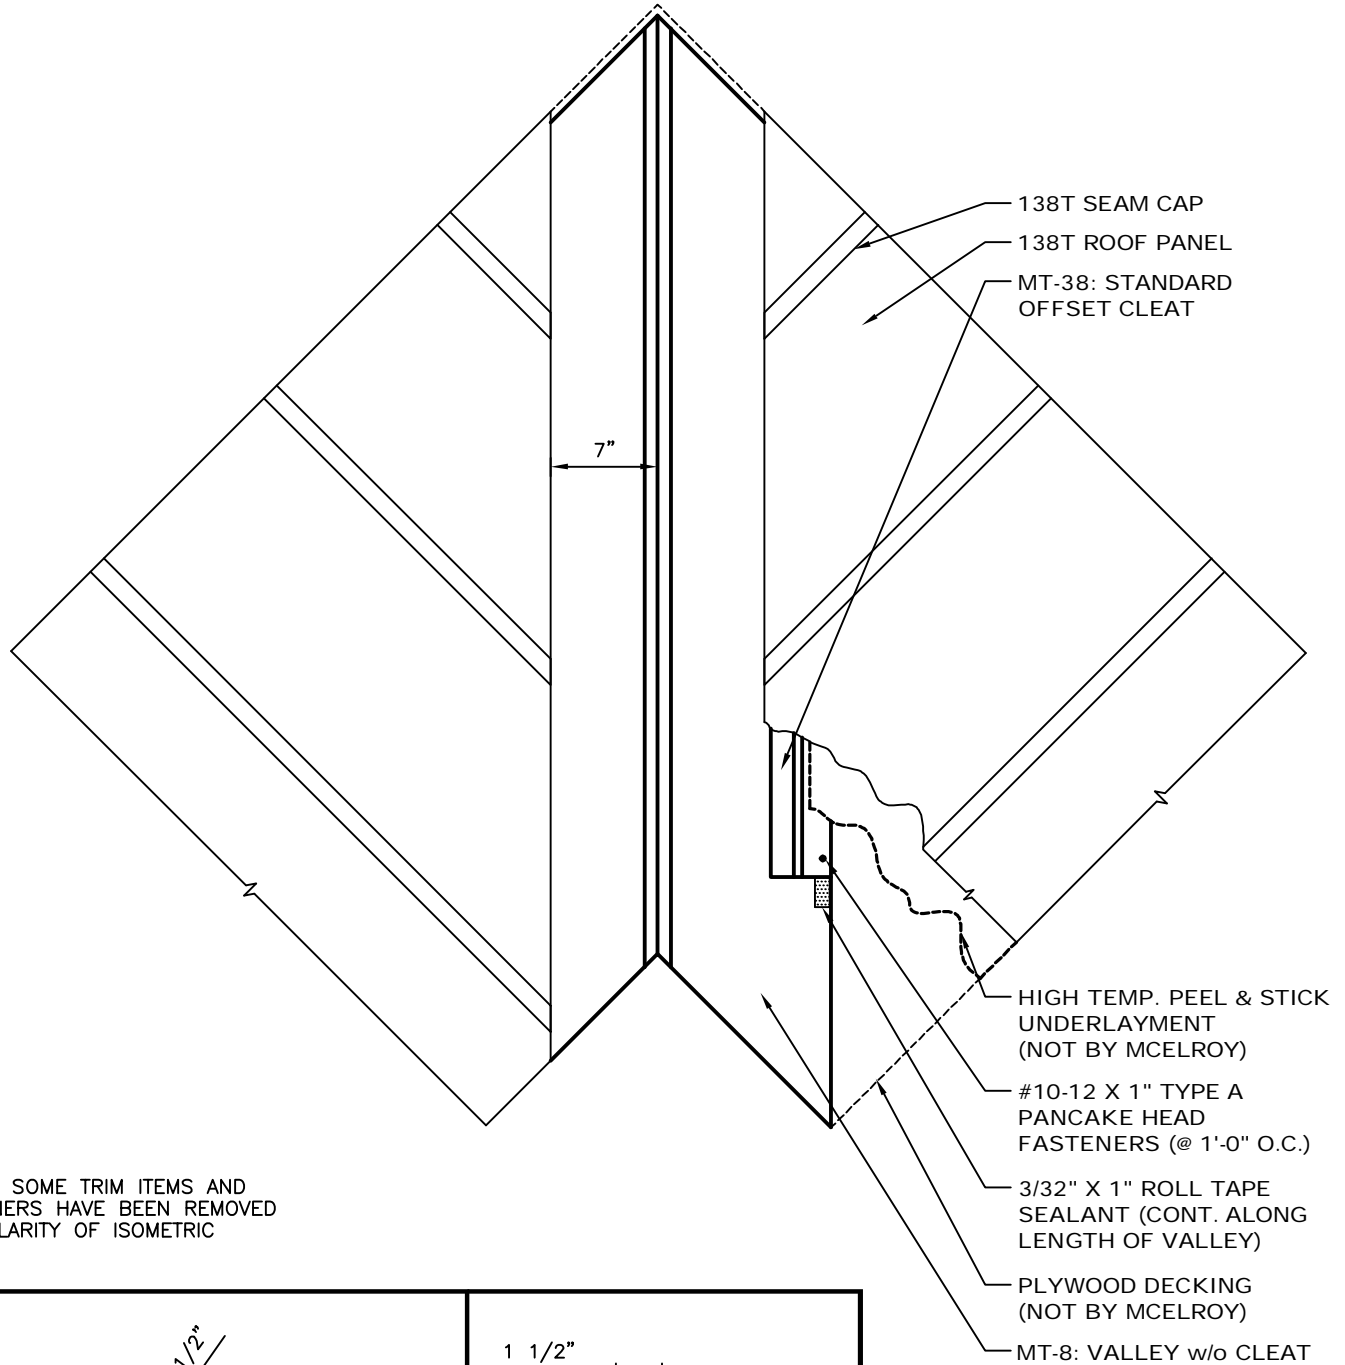 138T SEAM CAP
138T ROOF PANEL
MT-38: STANDARD
OFFSET CLEAT
7"
HIGH TEMP. PEEL & STICK
UNDERLAYMENT
(NOT BY MCELROY)
#10-12 X 1" TYPE A
PANCAKE HEAD
FASTENERS (@ 1'-0" O.C.)
3/32" X 1" ROLL TAPE
SEALANT (CONT. ALONG
LENGTH OF VALLEY)
PLYWOOD DECKING
(NOT BY MCELROY)
MT-8: VALLEY w/o CLEAT
SOME TRIM ITEMS AND
HAVE BEEN REMOVED
OF ISOMETRIC
1/2"
1 1/2"